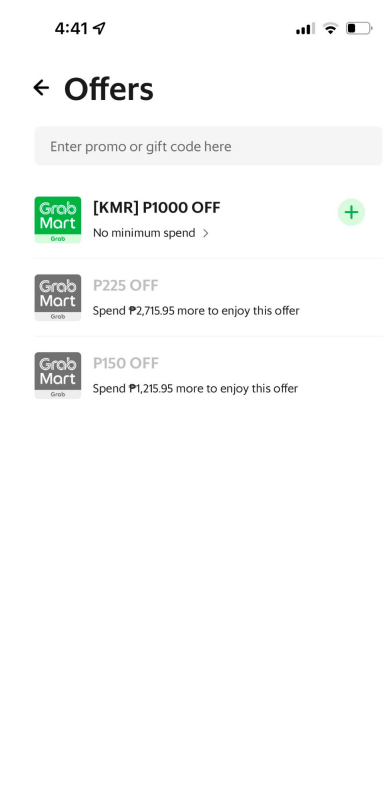 4:41
Offers
Enter promo or gift code here
Grab
Mart
Grab
[KMR] P1000 OFF
No minimum spend
Grab
Mart
Grab
P225 OFF
Spend ₱2,715.95 more to enjoy this offer
Grab
Mart
Grab
P150 OFF
Spend ₱1,215.95 more to enjoy this offer